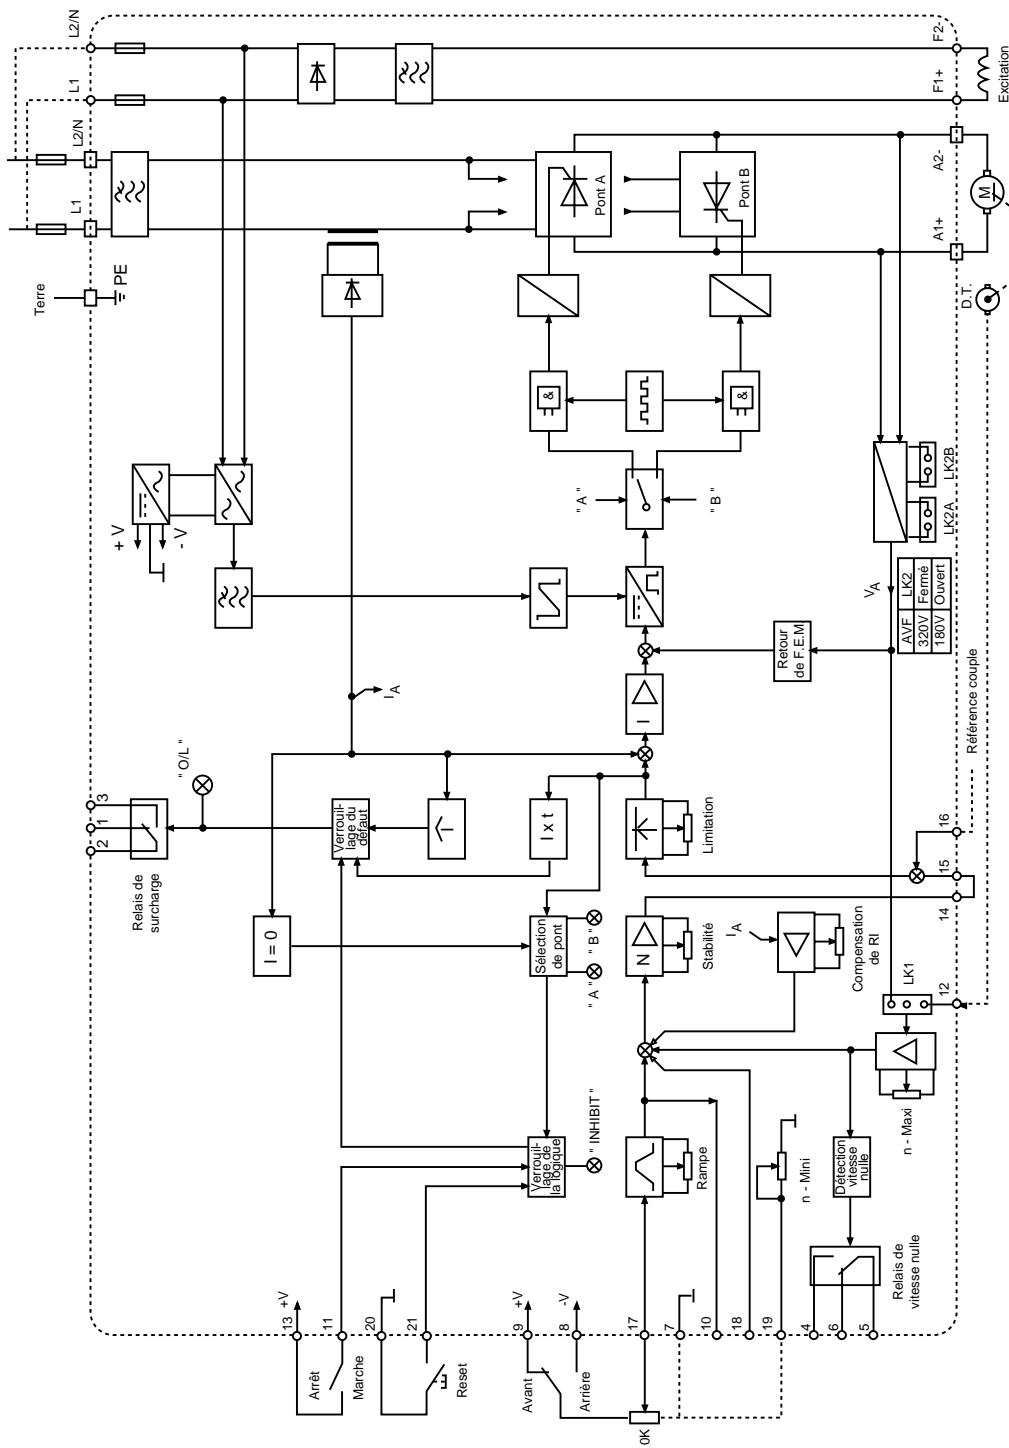 L2/N
L1
L2/N
L1
Terre
PE
F2-
F1+
Excitation
A2-
A1+
M
D.T.
Pont A
Pont B
&
&
+ V
- V
" A "
" B "
LK2B
LK2A
VA
AVF
LK2
320V
Fermé
180V
Ouvert
Retour
de F.E.M
Référence couple
IA
I
" O/L "
3
1
2
Relais de
surcharge
Verrouil-
lage du
défaut
I
I x t
Limitation
16
15
14
I = 0
Sélection
de pont
" B "
" A "
N
Stabilité
IA
Compensation
de RI
LK1
12
" INHIBIT "
Verrouil-
lage de
la logique
Rampe
n - Mini
n - Maxi
Détection
vitesse
nulle
Relais de
vitesse nulle
+V
13
11
20
21
+V
9
-V
8
17
7
10
18
19
4
6
5
Arrêt
Marche
Reset
Avant
Arrière
0K